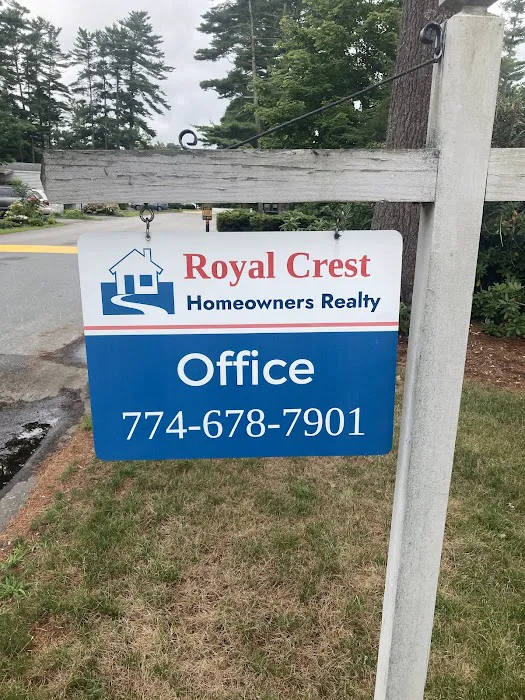 Royal Crest
Homeowners Realty
Office
774-678-7901